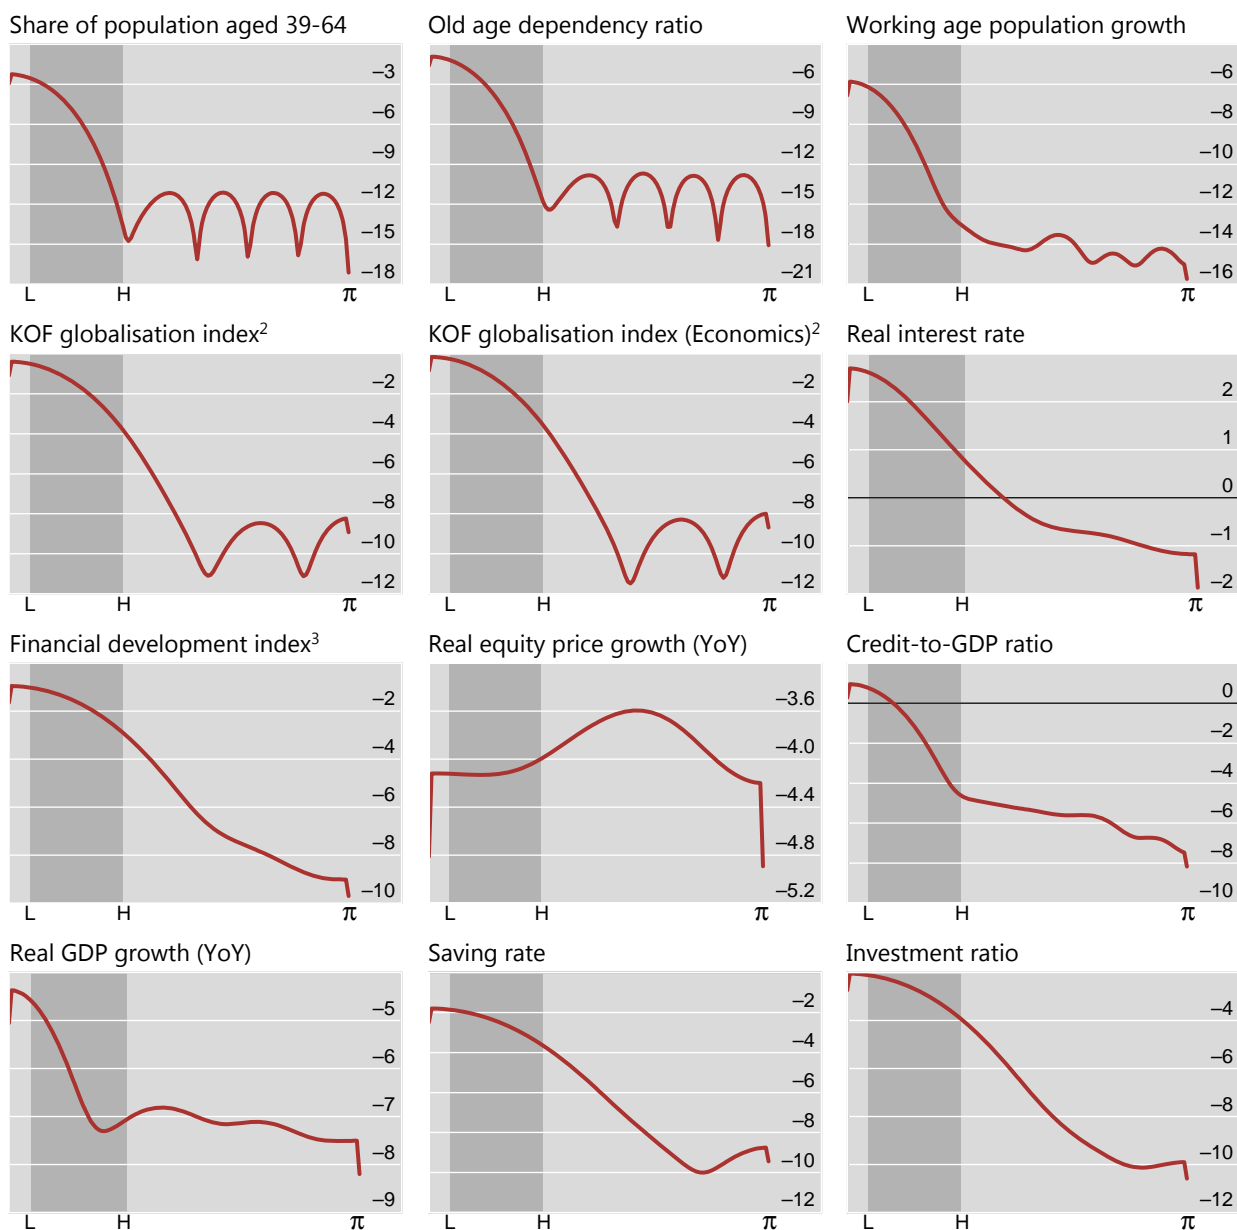 Share of population aged 39-64
–3
–6
–9
–12
–15
–18
L H π
Old age dependency ratio
–6
–9
–12
–15
–18
–21
L H π
Working age population growth
–6
–8
–10
–12
–14
–16
L H π
KOF globalisation index²
–2
–4
–6
–8
–10
–12
L H π
KOF globalisation index (Economics)²
–2
–4
–6
–8
–10
–12
L H π
Real interest rate
2
1
0
–1
–2
L H π
Financial development index³
–2
–4
–6
–8
–10
L H π
Real equity price growth (YoY)
–3.6
–4.0
–4.4
–4.8
–5.2
L H π
Credit-to-GDP ratio
0
–2
–4
–6
–8
–10
L H π
Real GDP growth (YoY)
–5
–6
–7
–8
–9
L H π
Saving rate
–2
–4
–6
–8
–10
–12
L H π
Investment ratio
–4
–6
–8
–10
–12
L H π